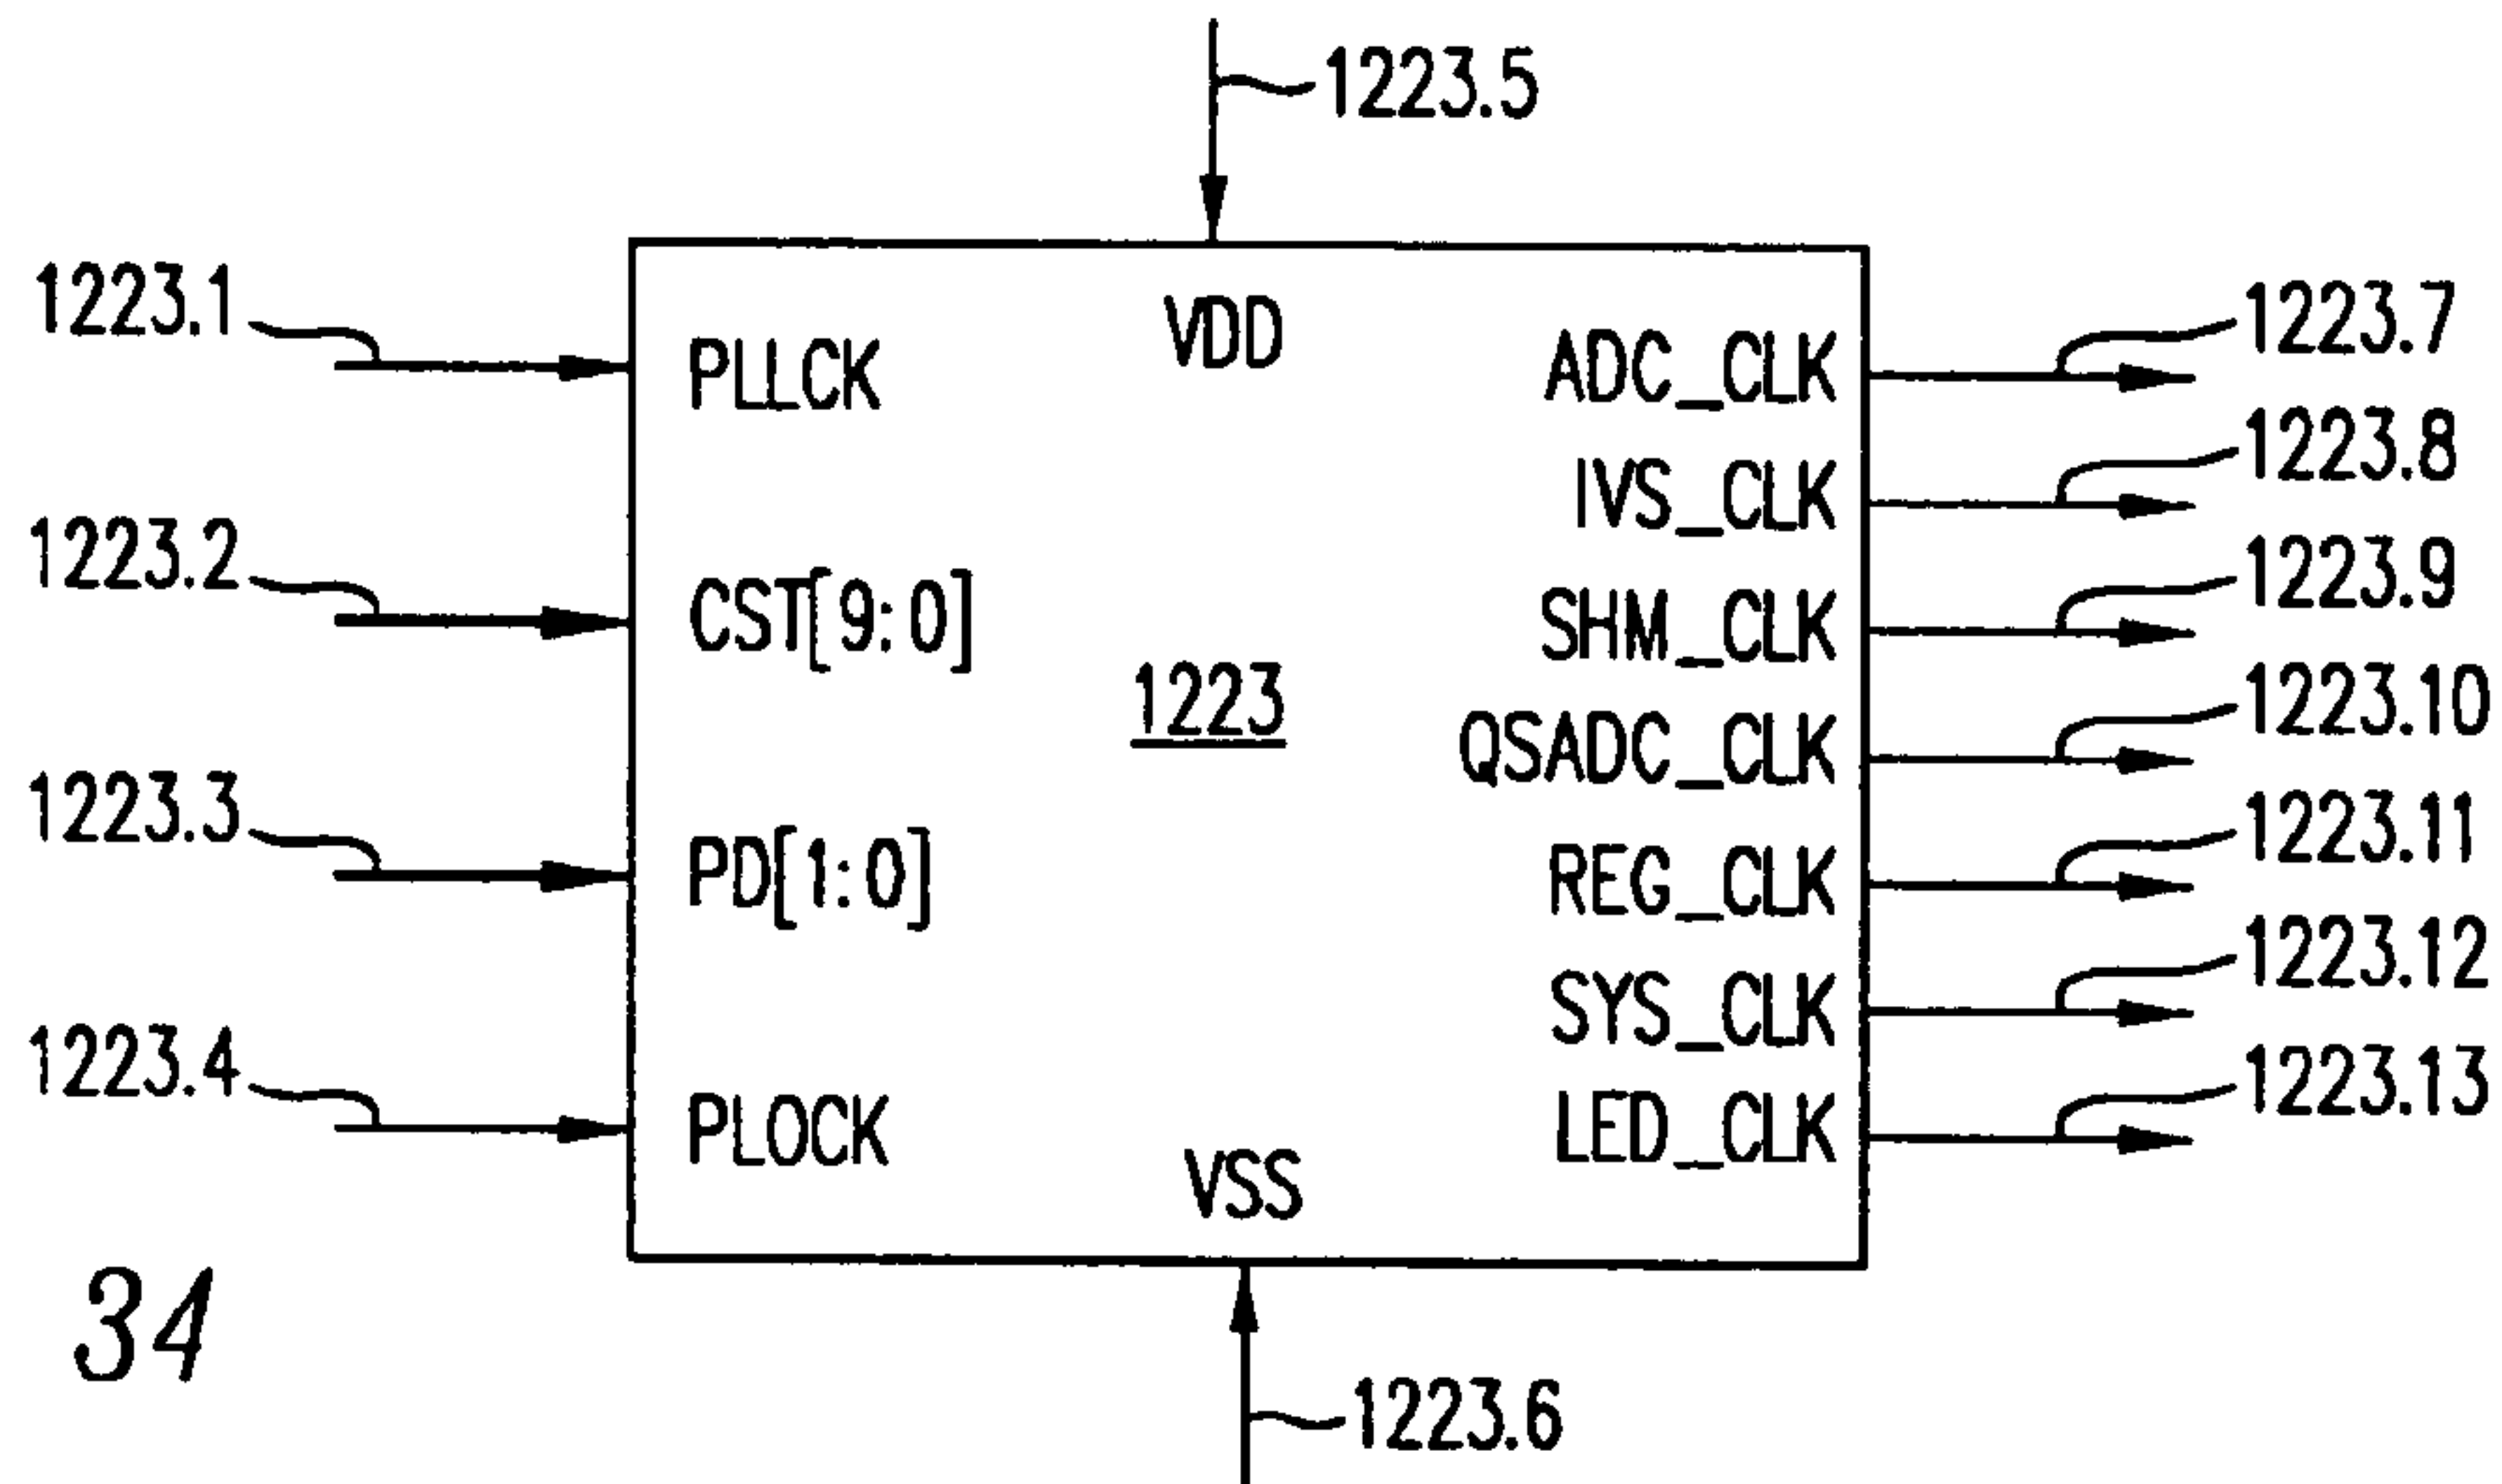 1223.5
1223.1
PLLCK
VDD
ADC_CLK
1223.7
IVS_CLK
1223.8
1223.2
CST[9:0]
SHM_CLK
1223.9
1223
QSADC_CLK
1223.10
1223.3
PD[1:0]
REG_CLK
1223.11
SYS_CLK
1223.12
1223.4
PLOCK
LED_CLK
1223.13
VSS
34
1223.6